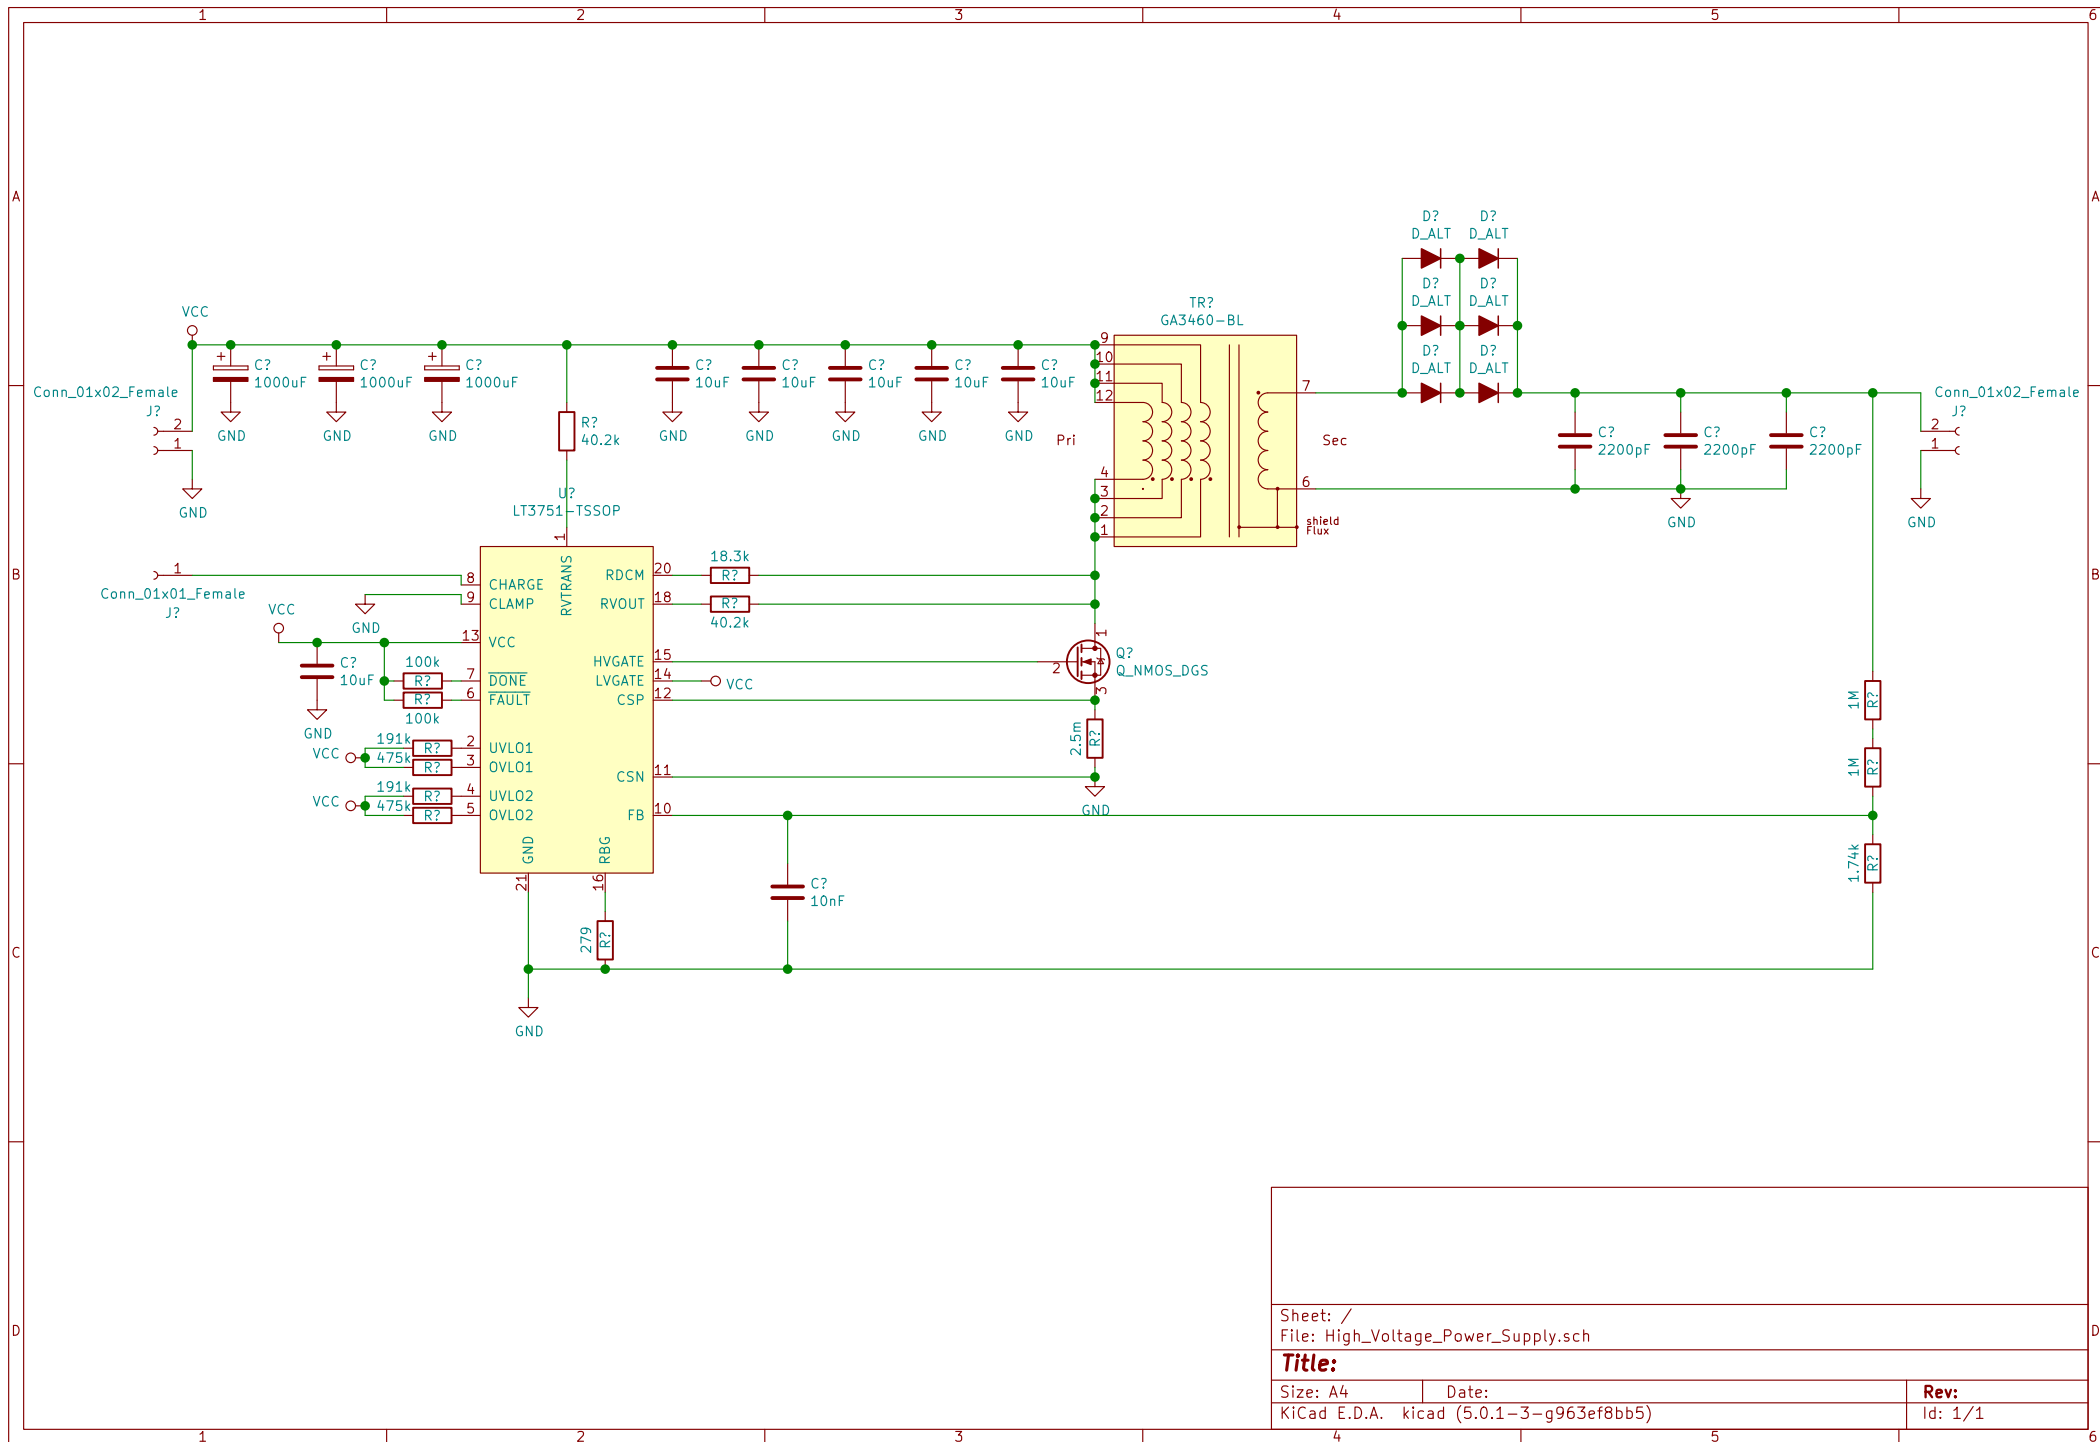 1 2 3 4 5 6
A A
B B
C C
D D
1 2 3 4 5 6
VCC
C?
1000uF
GND
C?
1000uF
GND
C?
1000uF
GND
Conn_01x02_Female
J?
2
1
GND
R?
40.2k
C?
10uF
GND
C?
10uF
GND
C?
10uF
GND
C?
10uF
GND
C?
10uF
GND
TR?
GA3460-BL
9
10
11
12
4
3
2
1
Pri
Sec
7
6
shield
Flux
D?
D_ALT
D?
D_ALT
D?
D_ALT
D?
D_ALT
D?
D_ALT
D?
D_ALT
C?
2200pF
C?
2200pF
C?
2200pF
GND
Conn_01x02_Female
J?
2
1
GND
U?
LT3751-TSSOP
1
RVTRANS
1
Conn_01x01_Female
J?
8 CHARGE
9 CLAMP
GND
VCC
13 VCC
C?
10uF
GND
100k
R?
7 DONE
R?
6 FAULT
100k
VCC
191k
R?
2 UVLO1
475k
R?
3 OVLO1
VCC
191k
R?
4 UVLO2
475k
R?
5 OVLO2
GND
21
RBG
16
279
R?
GND
RDCM 20
18.3k
R?
RVOUT 18
R?
40.2k
HVGATE 15
LVGATE 14
VCC
CSP 12
CSN 11
FB 10
1
2
3
Q?
Q_NMOS_DGS
2.5m
R?
GND
C?
10nF
1M
R?
1M
R?
1.74k
R?
Sheet: /
File: High_Voltage_Power_Supply.sch
Title:
Size: A4 Date: Rev:
KiCad E.D.A. kicad (5.0.1-3-g963ef8bb5) Id: 1/1